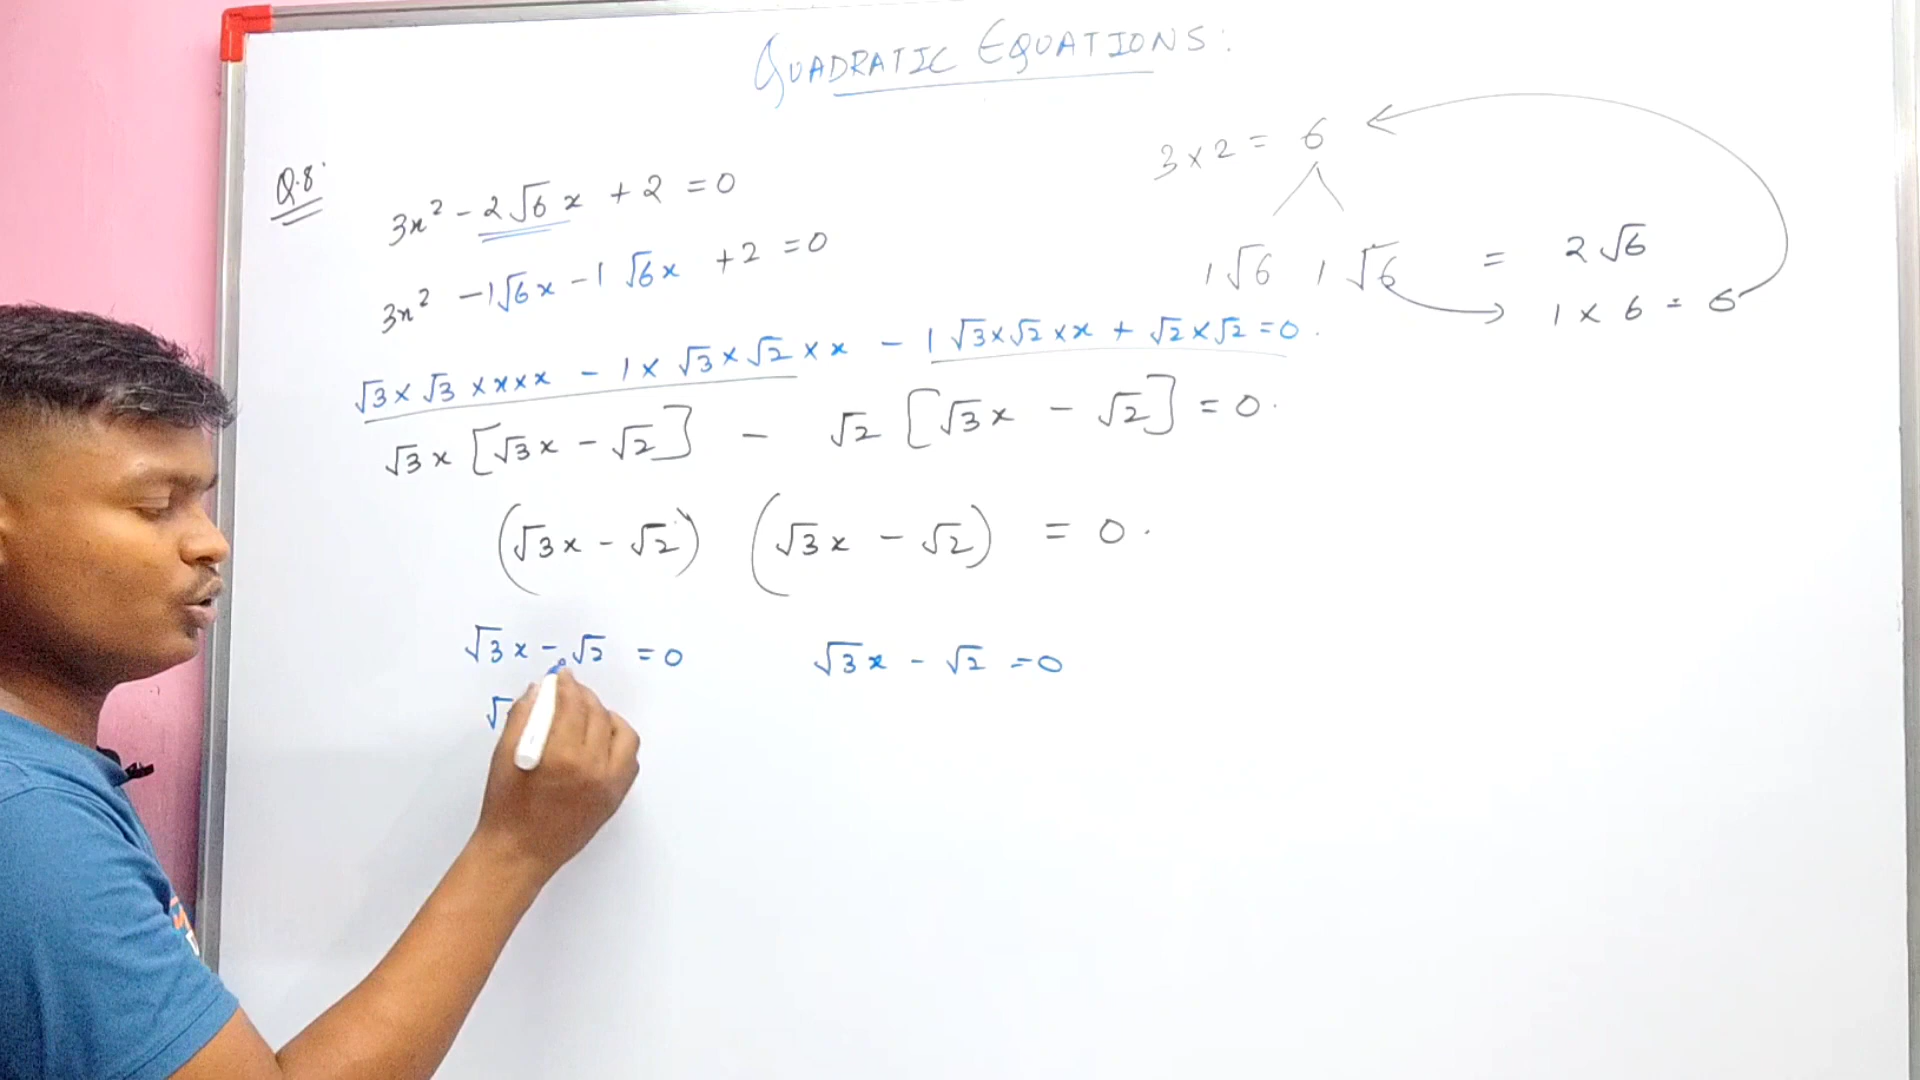 QUADRATIC EQUATIONS:
Q.8.
3x² - 2√6 x + 2 = 0
3x² - 1√6x - 1 √6x + 2 = 0
√3 × √3 × x × x - 1 × √3 × √2 × x - 1 √3 × √2 × x + √2 × √2 = 0.
√3x [√3x - √2] - √2 [√3x - √2] = 0.
(√3x - √2) (√3x - √2) = 0.
√3x - √2 = 0 √3x - √2 = 0
3 × 2 = 6
1√6 1√6 = 2√6
1 × 6 = 6